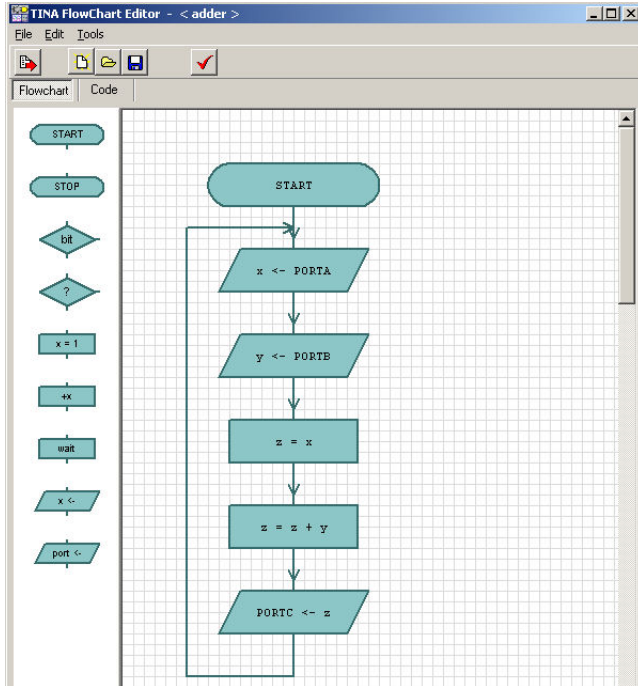 TINA FlowChart Editor - < adder >
File Edit Tools
Flowchart Code
START
STOP
bit
?
x = 1
+x
wait
x <-
port <-
START
x <- PORTA
y <- PORTB
z = x
z = z + y
PORTC <- z